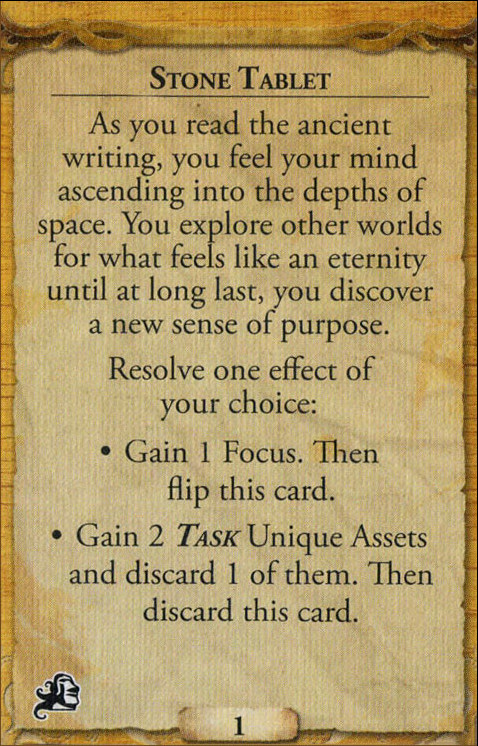 Stone Tablet
As you read the ancient
writing, you feel your mind
ascending into the depths of
space. You explore other worlds
for what feels like an eternity
until at long last, you discover
a new sense of purpose.
Resolve one effect of
your choice:
• Gain 1 Focus. Then
flip this card.
• Gain 2 Task Unique Assets
and discard 1 of them. Then
discard this card.
1